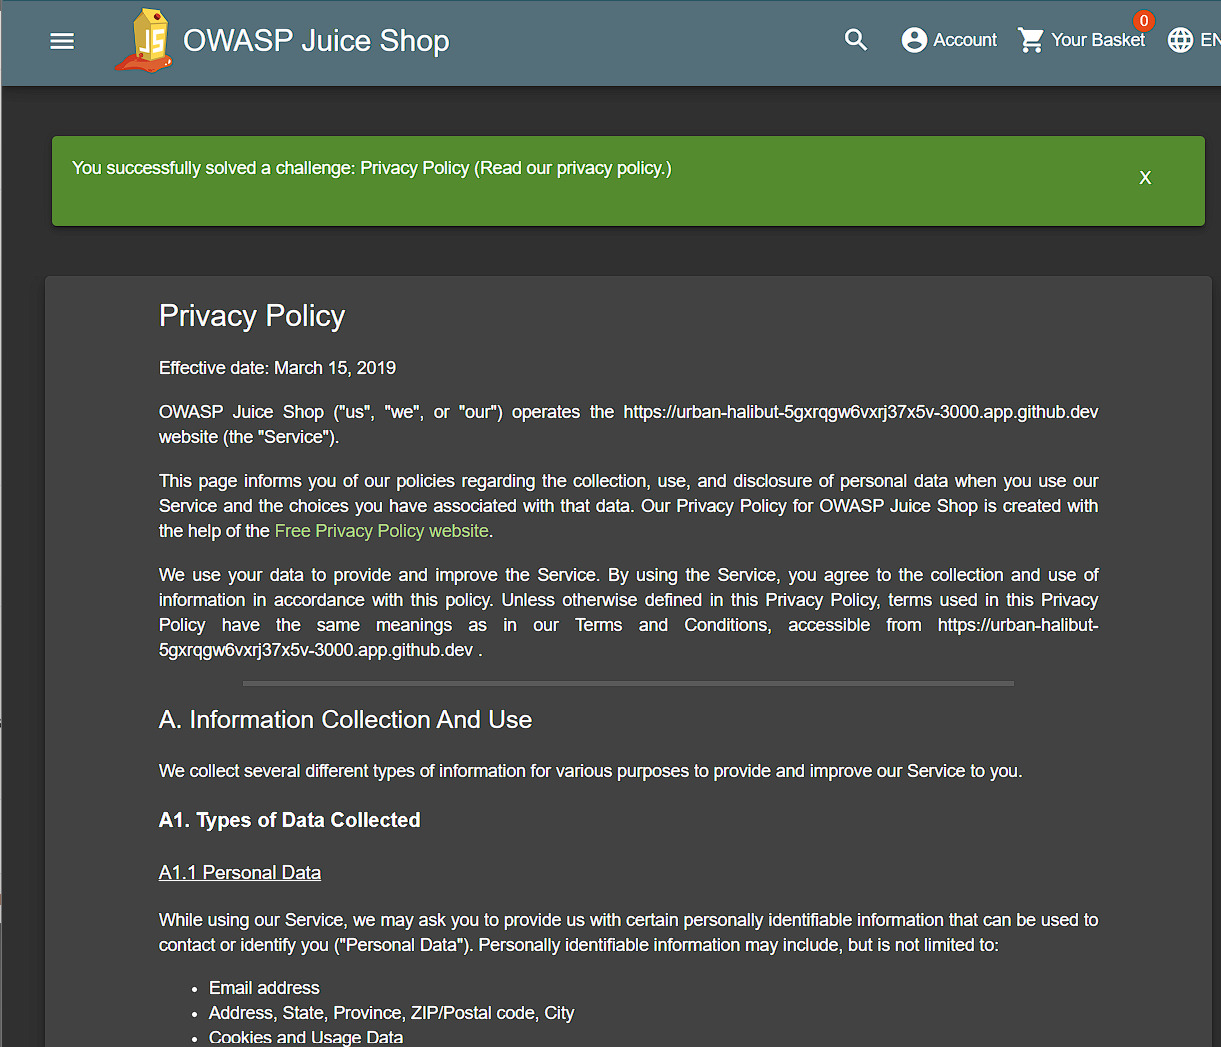 JS
OWASP Juice Shop
Account
Your Basket
0
EN
You successfully solved a challenge: Privacy Policy (Read our privacy policy.)
X
Privacy Policy
Effective date: March 15, 2019
OWASP Juice Shop ("us", "we", or "our") operates the https://urban-halibut-5gxrqgw6vxrj37x5v-3000.app.github.dev
website (the "Service").
This page informs you of our policies regarding the collection, use, and disclosure of personal data when you use our
Service and the choices you have associated with that data. Our Privacy Policy for OWASP Juice Shop is created with
the help of the Free Privacy Policy website.
We use your data to provide and improve the Service. By using the Service, you agree to the collection and use of
information in accordance with this policy. Unless otherwise defined in this Privacy Policy, terms used in this Privacy
Policy have the same meanings as in our Terms and Conditions, accessible from https://urban-halibut-
5gxrqgw6vxrj37x5v-3000.app.github.dev .
A. Information Collection And Use
We collect several different types of information for various purposes to provide and improve our Service to you.
A1. Types of Data Collected
A1.1 Personal Data
While using our Service, we may ask you to provide us with certain personally identifiable information that can be used to
contact or identify you ("Personal Data"). Personally identifiable information may include, but is not limited to:
• Email address
• Address, State, Province, ZIP/Postal code, City
• Cookies and Usage Data